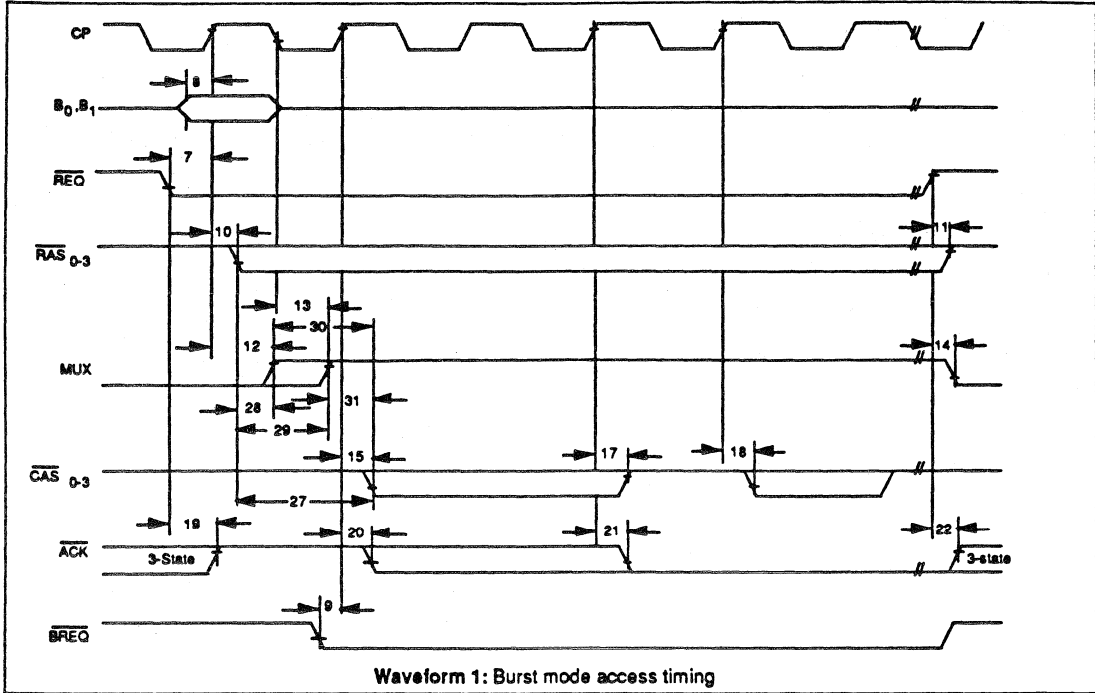 CP
8
B0,B1
7
REQ
10
11
RAS 0-3
13
30
12
14
MUX
31
28
29
15
17
18
CAS 0-3
27
19
20
21
22
ACK
3-State
3-state
9
BREQ
Waveform 1: Burst mode access timing